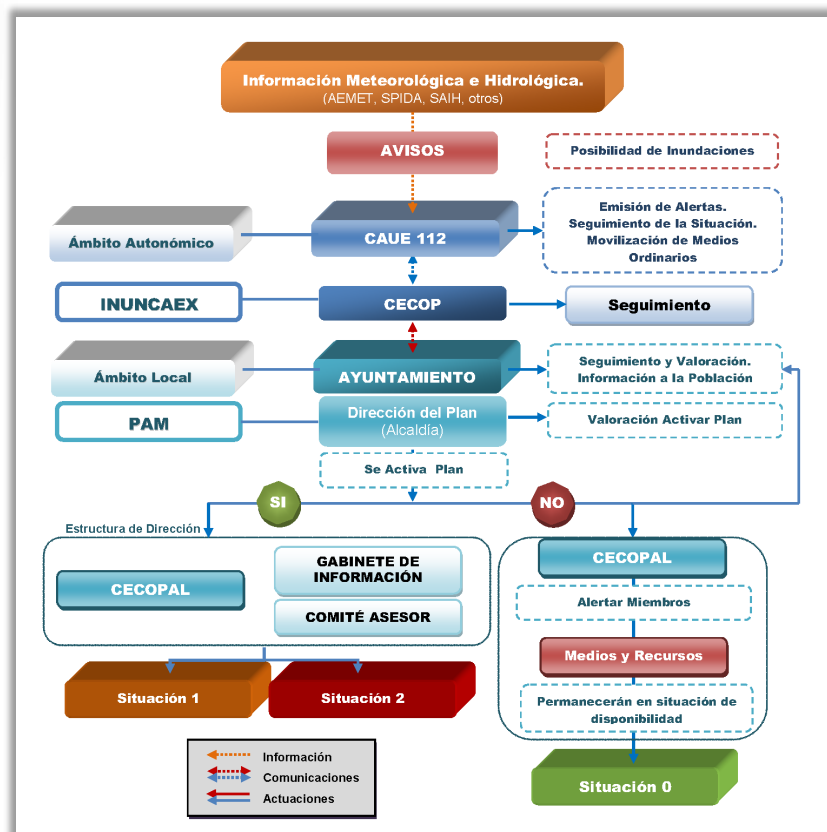 Información Meteorológica e Hidrológica.
(AEMET, SPIDA, SAIH, otros)
AVISOS
Posibilidad de Inundaciones
Ámbito Autonómico
CAUE 112
Emisión de Alertas.
Seguimiento de la Situación.
Movilización de Medios
Ordinarios
INUNCAEX
CECOP
Seguimiento
Ámbito Local
AYUNTAMIENTO
Seguimiento y Valoración.
Información a la Población
PAM
Dirección del Plan
(Alcaldía)
Valoración Activar Plan
Se Activa Plan
SI
NO
Estructura de Dirección
CECOPAL
GABINETE DE
INFORMACIÓN
COMITÉ ASESOR
CECOPAL
Alertar Miembros
Medios y Recursos
Permanecerán en situación de
disponibilidad
Situación 1
Situación 2
Situación 0
Información
Comunicaciones
Actuaciones